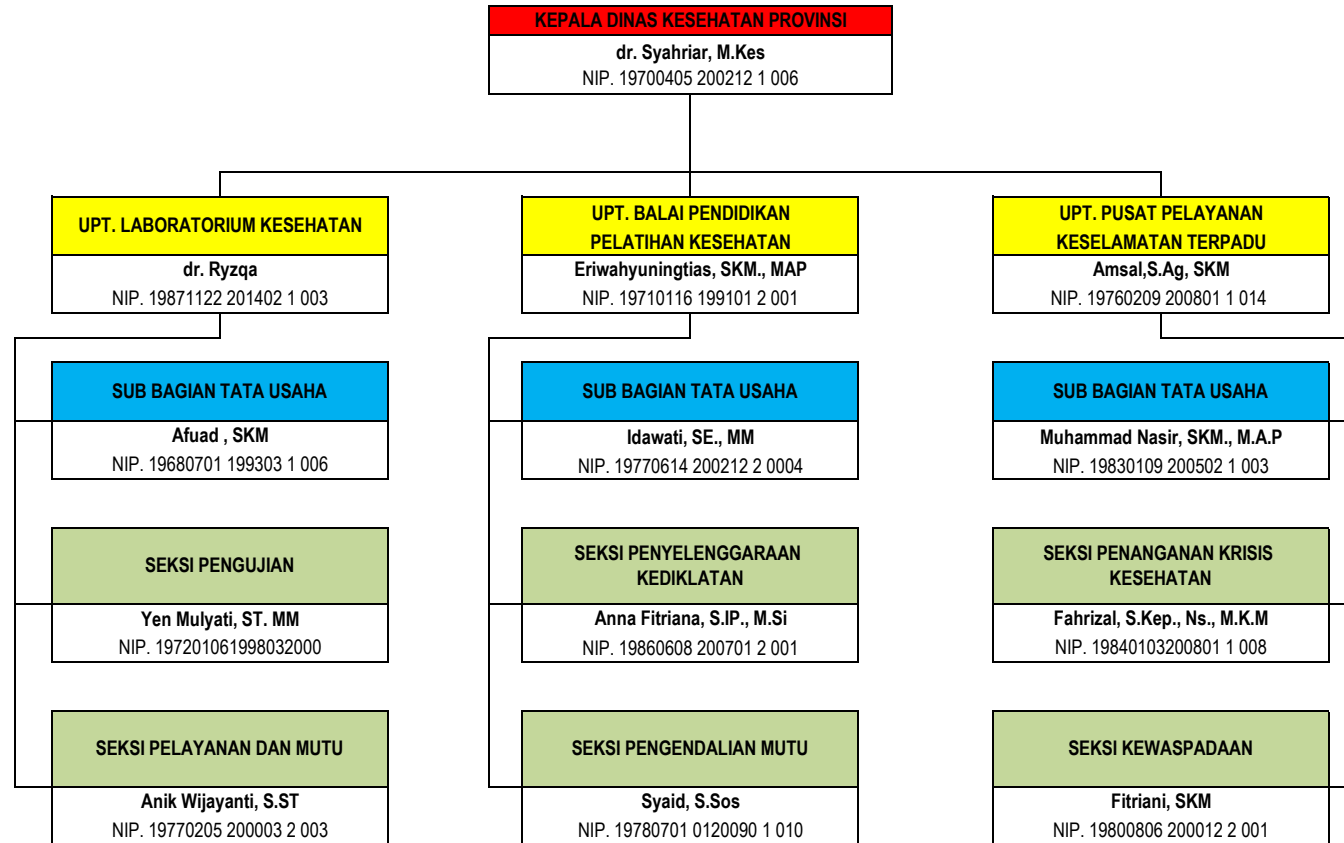 KEPALA DINAS KESEHATAN PROVINSI
dr. Syahriar, M.Kes
NIP. 19700405 200212 1 006
UPT. LABORATORIUM KESEHATAN
dr. Ryzqa
NIP. 19871122 201402 1 003
UPT. BALAI PENDIDIKAN
PELATIHAN KESEHATAN
Eriwahyuningtias, SKM., MAP
NIP. 19710116 199101 2 001
UPT. PUSAT PELAYANAN
KESELAMATAN TERPADU
Amsal,S.Ag, SKM
NIP. 19760209 200801 1 014
SUB BAGIAN TATA USAHA
Afuad , SKM
NIP. 19680701 199303 1 006
SUB BAGIAN TATA USAHA
Idawati, SE., MM
NIP. 19770614 200212 2 0004
SUB BAGIAN TATA USAHA
Muhammad Nasir, SKM., M.A.P
NIP. 19830109 200502 1 003
SEKSI PENGUJIAN
Yen Mulyati, ST. MM
NIP. 197201061998032000
SEKSI PENYELENGGARAAN
KEDIKLATAN
Anna Fitriana, S.IP., M.Si
NIP. 19860608 200701 2 001
SEKSI PENANGANAN KRISIS
KESEHATAN
Fahrizal, S.Kep., Ns., M.K.M
NIP. 19840103200801 1 008
SEKSI PELAYANAN DAN MUTU
Anik Wijayanti, S.ST
NIP. 19770205 200003 2 003
SEKSI PENGENDALIAN MUTU
Syaid, S.Sos
NIP. 19780701 0120090 1 010
SEKSI KEWASPADAAN
Fitriani, SKM
NIP. 19800806 200012 2 001